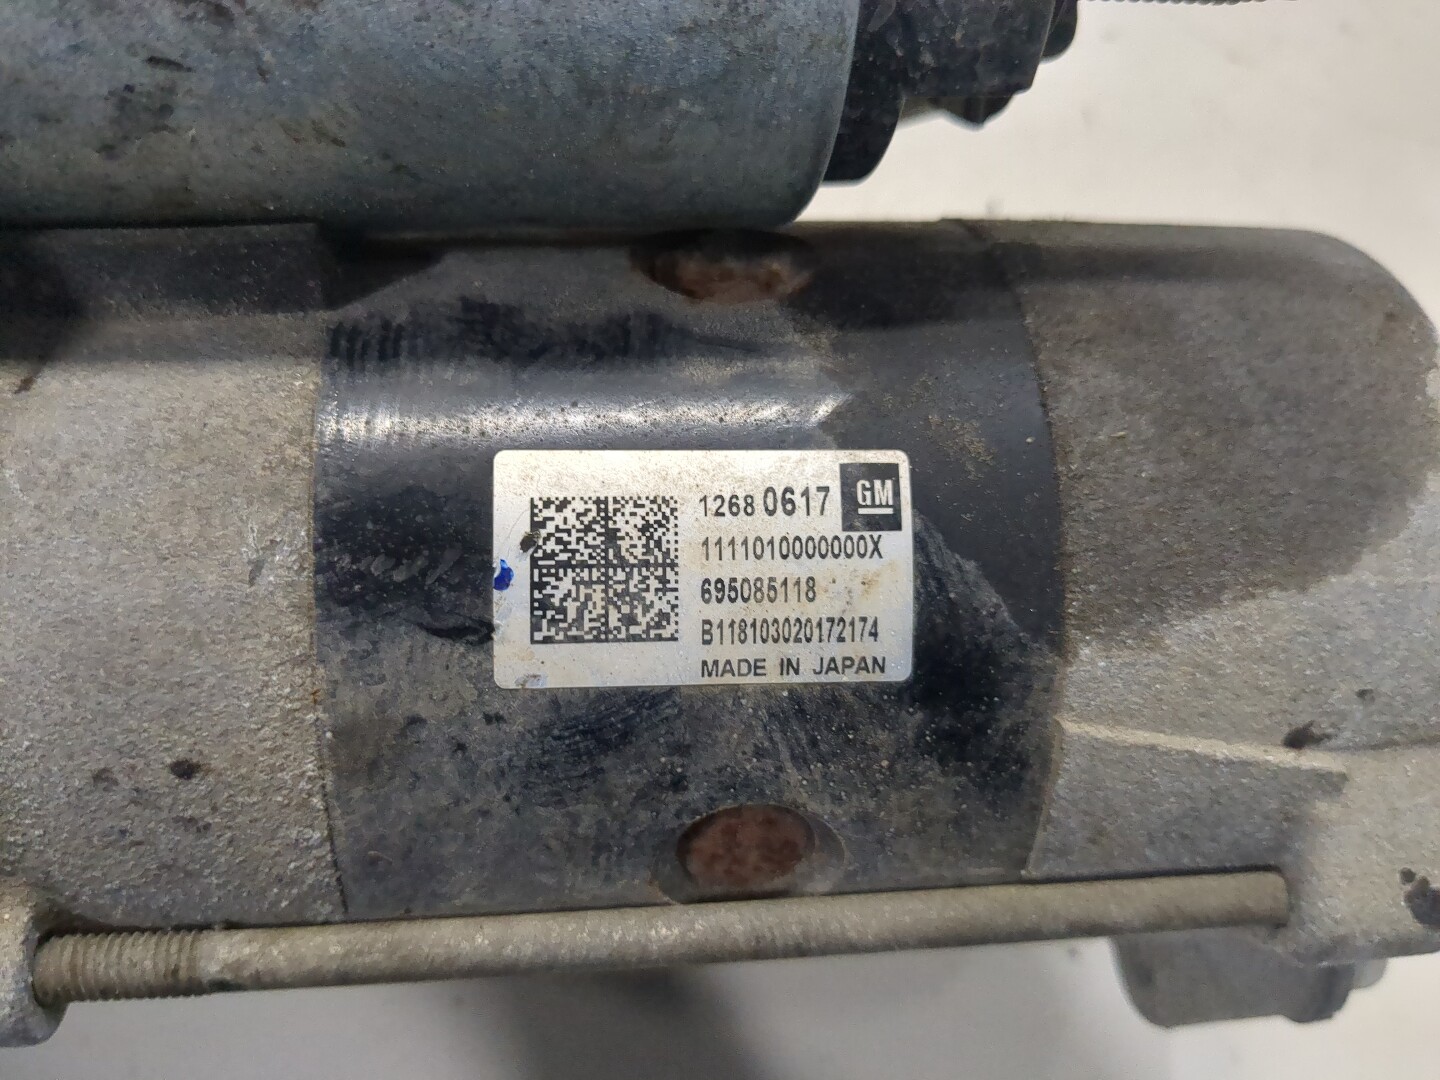 1268 0617 GM
1111010000000X
695085118
B118103020172174
MADE IN JAPAN